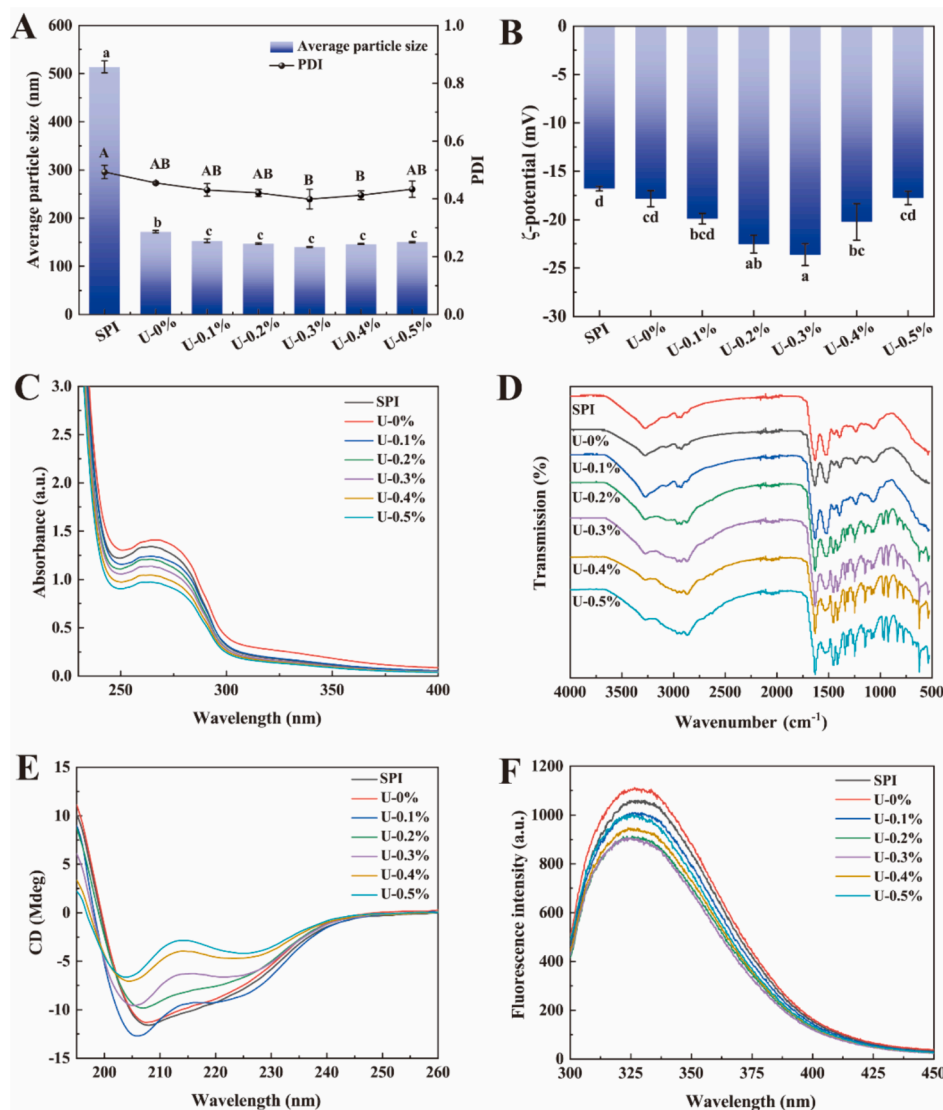 A
Average particle size (nm)
600
500
400
300
200
150
100
50
0
Average particle size
PDI
a
b
c
c
c
c
c
A
AB
AB
AB
B
B
AB
1.0
0.8
0.6
0.4
0.2
0.0
PDI
SPI
U-0%
U-0.1%
U-0.2%
U-0.3%
U-0.4%
U-0.5%
B
ζ-potential (mV)
0
-5
-10
-15
-20
-25
-30
d
cd
bcd
ab
a
bc
cd
SPI
U-0%
U-0.1%
U-0.2%
U-0.3%
U-0.4%
U-0.5%
C
Absorbance (a.u.)
3.0
2.5
2.0
1.5
1.0
0.5
0.0
SPI
U-0%
U-0.1%
U-0.2%
U-0.3%
U-0.4%
U-0.5%
250
300
350
400
Wavelength (nm)
D
Transmission (%)
SPI
U-0%
U-0.1%
U-0.2%
U-0.3%
U-0.4%
U-0.5%
4000
3500
3000
2500
2000
1500
1000
500
Wavenumber (cm-1)
E
CD (Mdeg)
15
10
5
0
-5
-10
-15
SPI
U-0%
U-0.1%
U-0.2%
U-0.3%
U-0.4%
U-0.5%
200
210
220
230
240
250
260
Wavelength (nm)
F
Fluorescence intensity (a.u.)
1200
1000
800
600
400
200
0
SPI
U-0%
U-0.1%
U-0.2%
U-0.3%
U-0.4%
U-0.5%
300
325
350
375
400
425
450
Wavelength (nm)